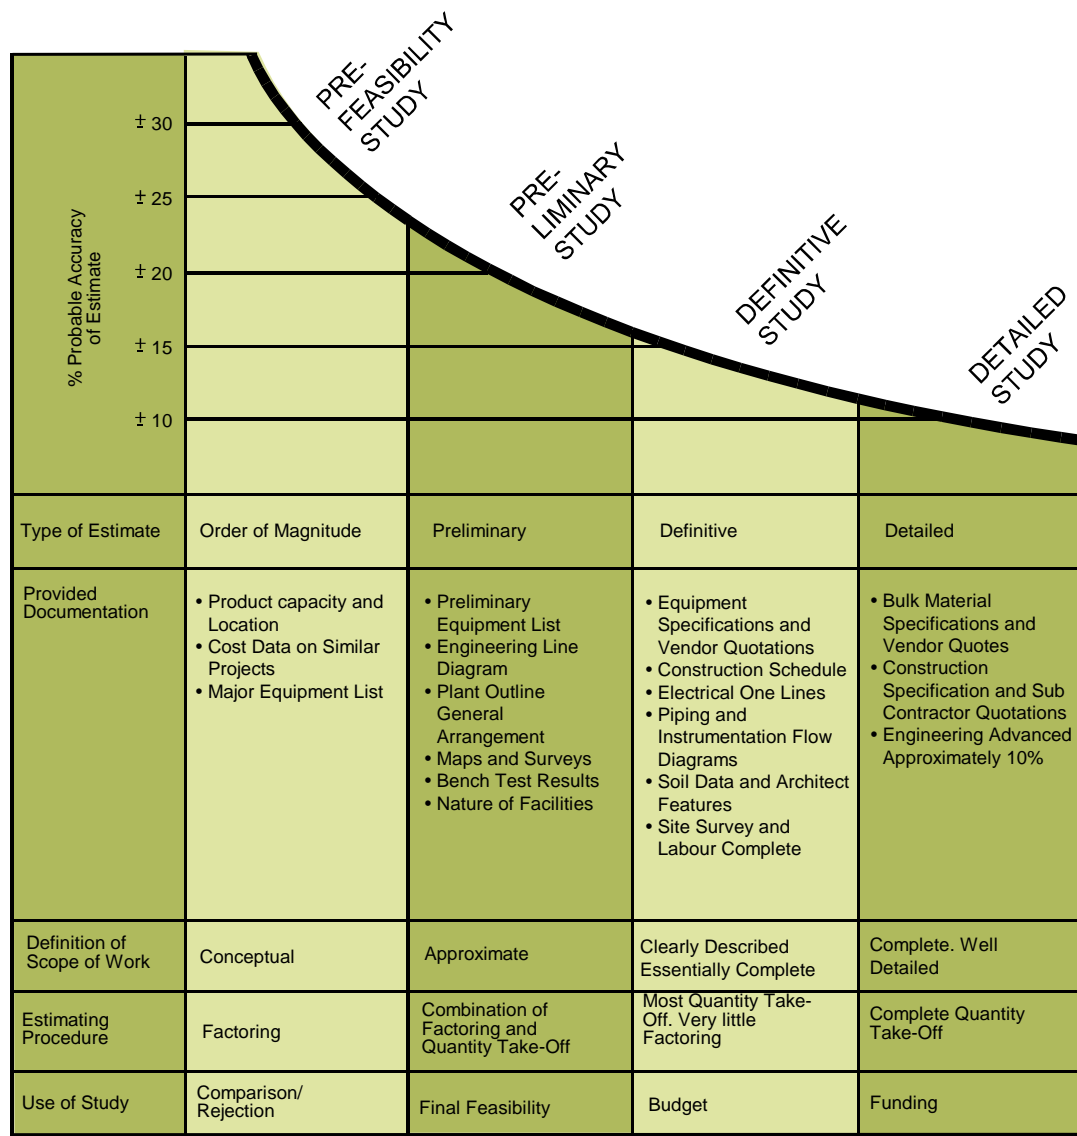 PRE-
FEASIBILITY
STUDY
PRE-
LIMINARY
STUDY
DEFINITIVE
STUDY
DETAILED
STUDY
% Probable Accuracy
of Estimate
± 30
± 25
± 20
± 15
± 10
Type of Estimate
Order of Magnitude
Preliminary
Definitive
Detailed
Provided
Documentation
• Product capacity and
Location
• Cost Data on Similar
Projects
• Major Equipment List
• Preliminary
Equipment List
• Engineering Line
Diagram
• Plant Outline
General
Arrangement
• Maps and Surveys
• Bench Test Results
• Nature of Facilities
• Equipment
Specifications and
Vendor Quotations
• Construction Schedule
• Electrical One Lines
• Piping and
Instrumentation Flow
Diagrams
• Soil Data and Architect
Features
• Site Survey and
Labour Complete
• Bulk Material
Specifications and
Vendor Quotes
• Construction
Specification and Sub
Contractor Quotations
• Engineering Advanced
Approximately 10%
Definition of
Scope of Work
Conceptual
Approximate
Clearly Described
Essentially Complete
Complete. Well
Detailed
Estimating
Procedure
Factoring
Combination of
Factoring and
Quantity Take-Off
Most Quantity Take-
Off. Very little
Factoring
Complete Quantity
Take-Off
Use of Study
Comparison/
Rejection
Final Feasibility
Budget
Funding